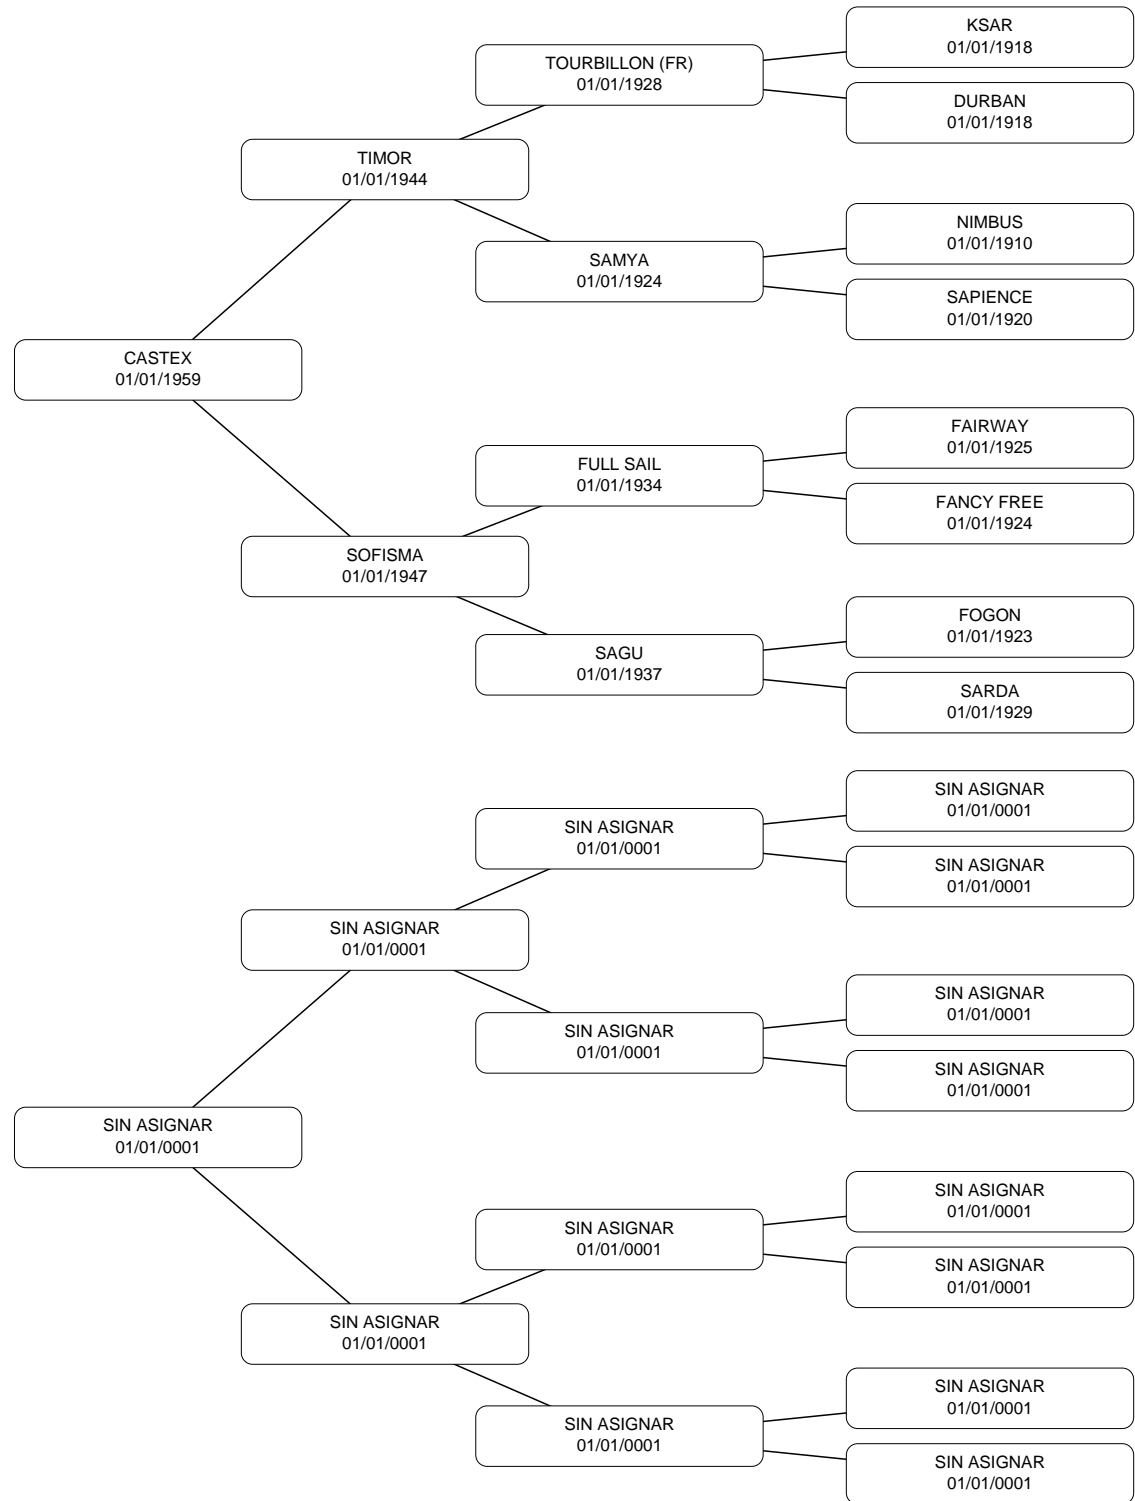 KSAR
01/01/1918
TOURBILLON (FR)
01/01/1928
DURBAN
01/01/1918
TIMOR
01/01/1944
NIMBUS
01/01/1910
SAMYA
01/01/1924
SAPIENCE
01/01/1920
CASTEX
01/01/1959
FAIRWAY
01/01/1925
FULL SAIL
01/01/1934
FANCY FREE
01/01/1924
SOFISMA
01/01/1947
FOGON
01/01/1923
SAGU
01/01/1937
SARDA
01/01/1929
SIN ASIGNAR
01/01/0001
SIN ASIGNAR
01/01/0001
SIN ASIGNAR
01/01/0001
SIN ASIGNAR
01/01/0001
SIN ASIGNAR
01/01/0001
SIN ASIGNAR
01/01/0001
SIN ASIGNAR
01/01/0001
SIN ASIGNAR
01/01/0001
SIN ASIGNAR
01/01/0001
SIN ASIGNAR
01/01/0001
SIN ASIGNAR
01/01/0001
SIN ASIGNAR
01/01/0001
SIN ASIGNAR
01/01/0001
SIN ASIGNAR
01/01/0001
SIN ASIGNAR
01/01/0001